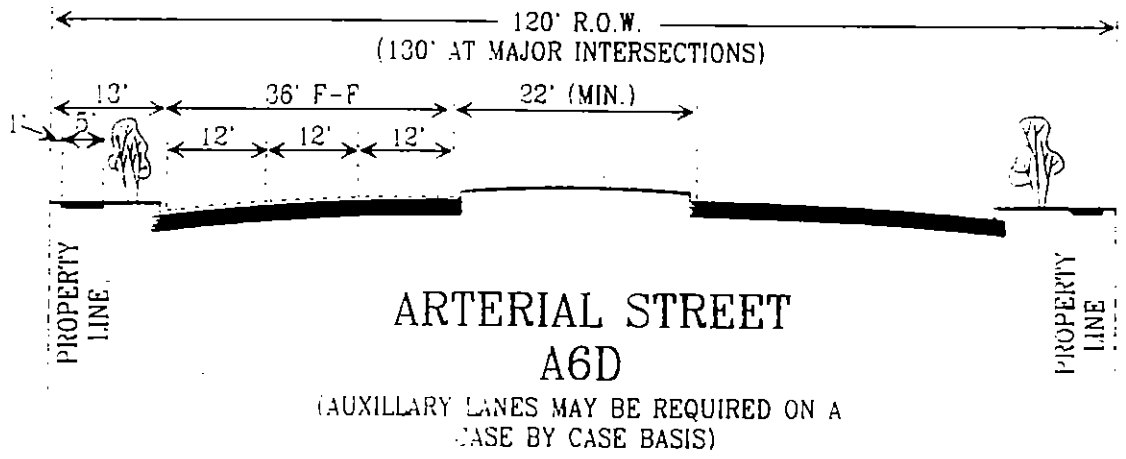 120' R.O.W.
(130' AT MAJOR INTERSECTIONS)
13' 36' F-F 22' (MIN.)
1' 5' 12' 12' 12'
PROPERTY
LINE
PROPERTY
LINE
ARTERIAL STREET
A6D
(AUXILLARY LANES MAY BE REQUIRED ON A
CASE BY CASE BASIS)